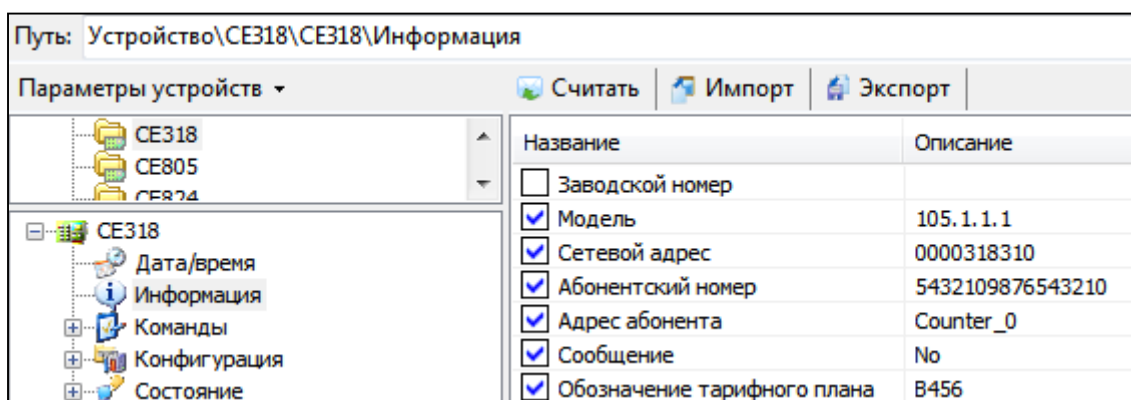 Путь: Устройство\CE318\CE318\Информация
Параметры устройств
Считать Импорт Экспорт
CE318
CE805
CE824
CE318
Дата/время
Информация
Команды
Конфигурация
Состояние
Название Описание
Заводской номер
Модель 105.1.1.1
Сетевой адрес 0000318310
Абонентский номер 5432109876543210
Адрес абонента Counter_0
Сообщение No
Обозначение тарифного плана B456